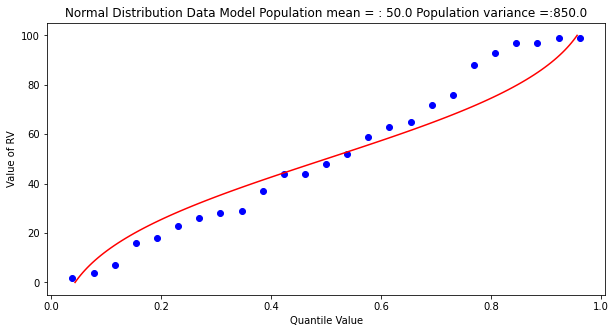 Normal Distribution Data Model Population mean = : 50.0 Population variance =:850.0
Value of RV
100
80
60
40
20
0
0.0 0.2 0.4 0.6 0.8 1.0
Quantile Value